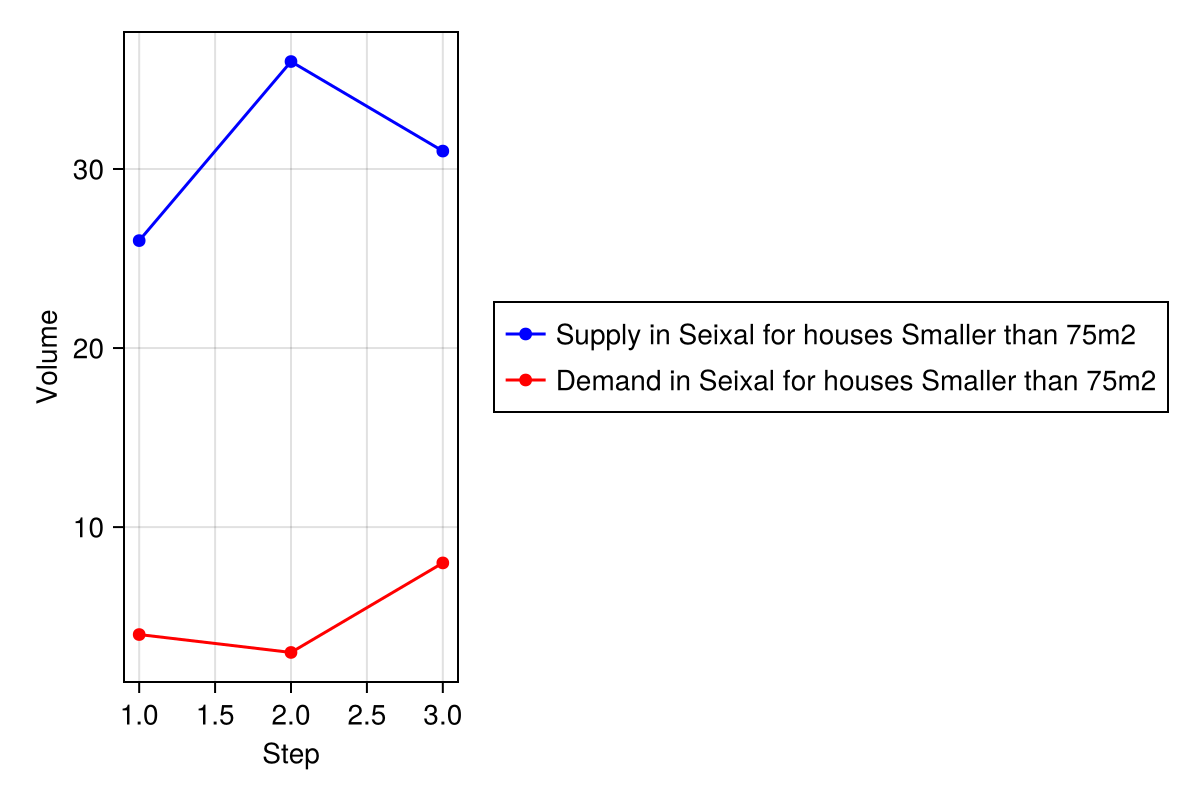 30
20
10
Volume
1.0 1.5 2.0 2.5 3.0
Step
Supply in Seixal for houses Smaller than 75m2
Demand in Seixal for houses Smaller than 75m2